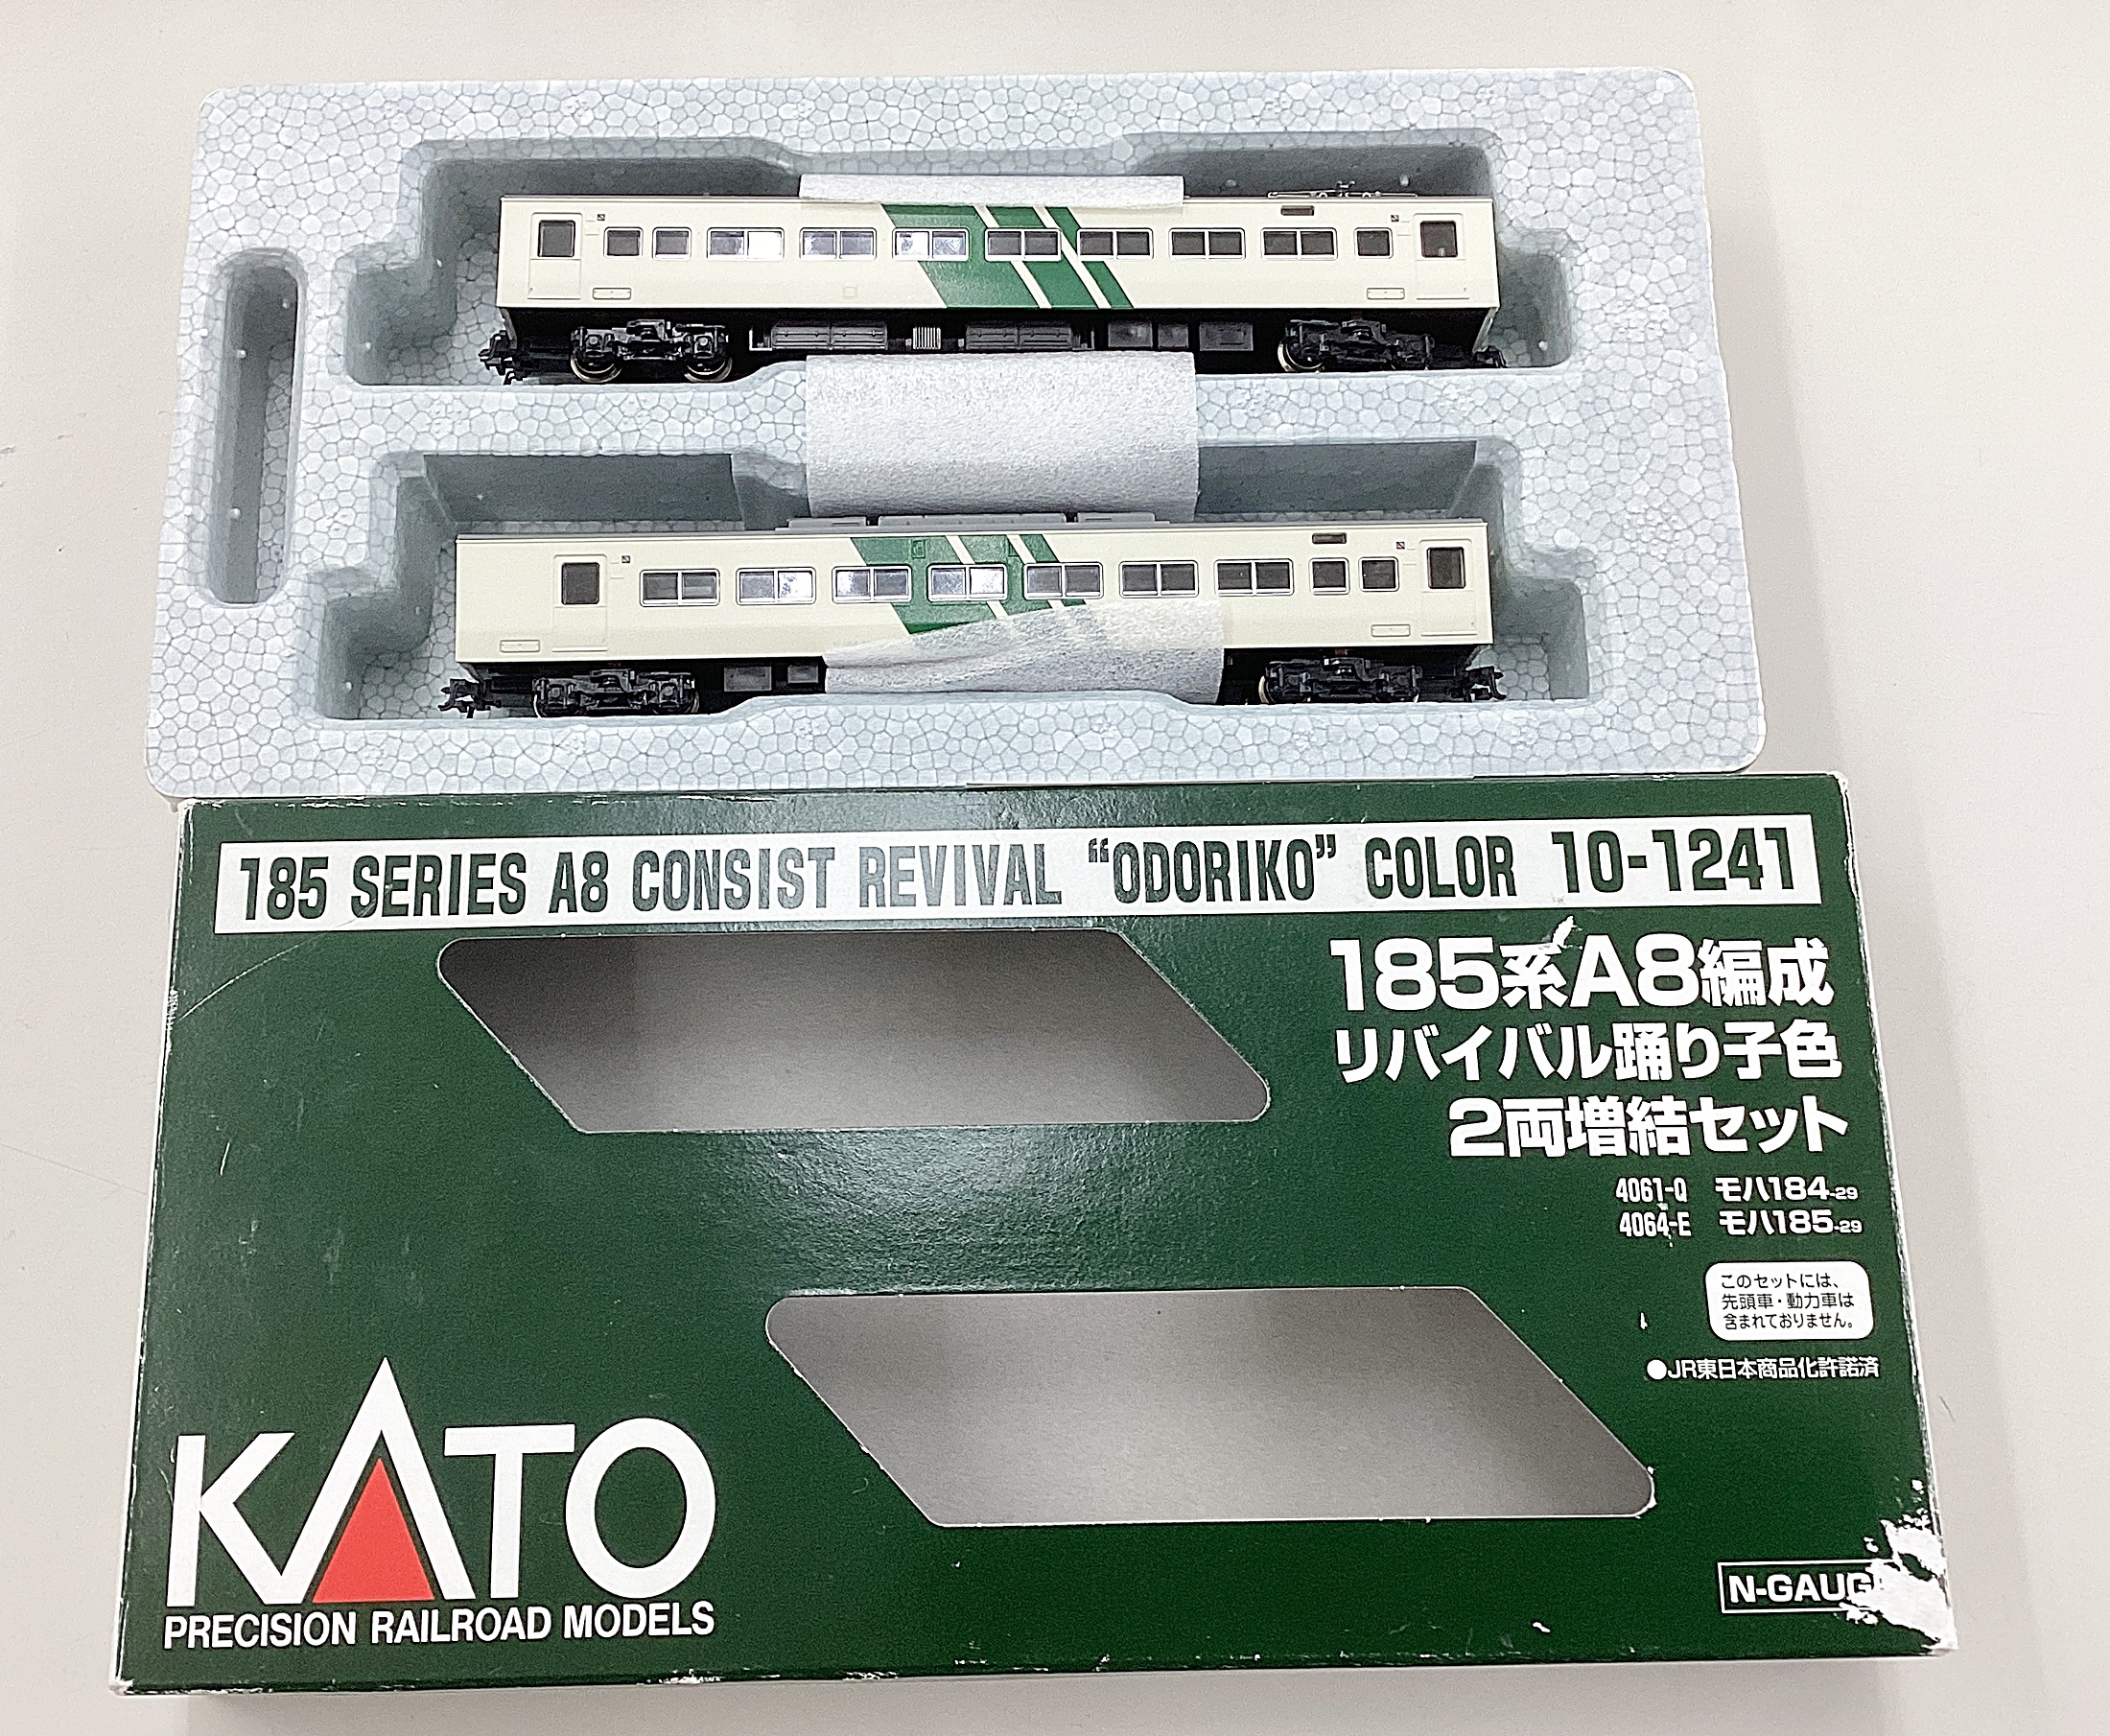 185 SERIES A8 CONSIST REVIVAL “ODORIKO” COLOR 10-1241
185系A8編成
リバイバル踊り子色
2両増結セット
4061-Q モハ184-29
4064-E モハ185-29
このセットには、
先頭車・動力車は
含まれておりません。
●JR東日本商品化許諾済
KATO
PRECISION RAILROAD MODELS
N-GAUG